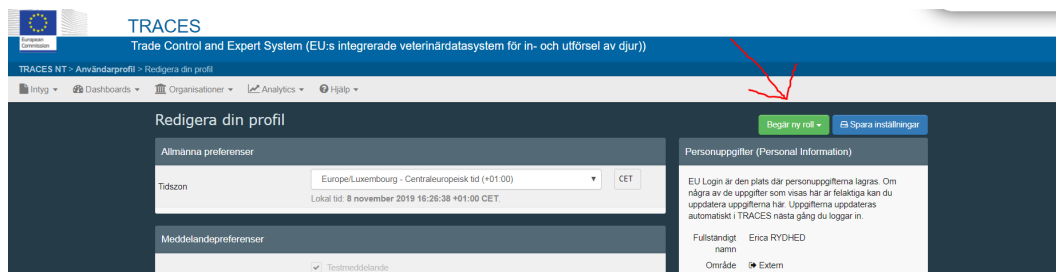 European
Commission
TRACES
Trade Control and Expert System (EU:s integrerade veterinärdatasystem för in- och utförsel av djur))
TRACES NT > Användarprofil > Redigera din profil
Intyg
Dashboards
Organisationer
Analytics
Hjälp
Redigera din profil
Begär ny roll
Spara inställningar
Allmänna preferenser
Tidszon
Europe/Luxembourg - Centraleuropeisk tid (+01:00)
CET
Lokal tid: 8 november 2019 16:26:38 +01:00 CET.
Meddelandepreferenser
Testmeddelande
Personuppgifter (Personal Information)
EU Login är den plats där personuppgifterna lagras. Om
några av de uppgifter som visas här är felaktiga kan du
uppdatera uppgifterna här. Uppgifterna uppdateras
automatiskt i TRACES nästa gång du loggar in.
Fullständigt namn
Erica RYDHED
Område
Extern